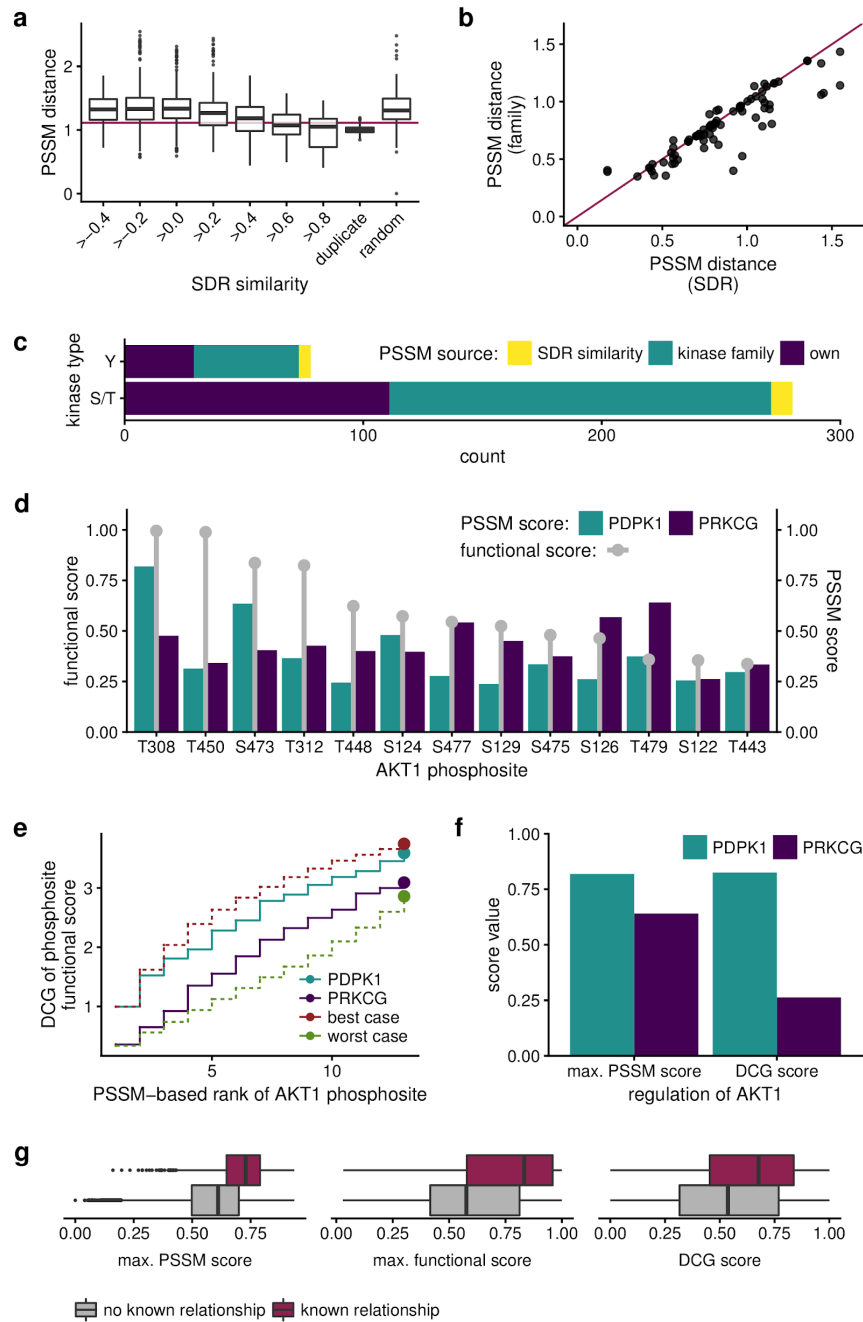 a
PSSM distance
2
1
0
>−0.4
>−0.2
>0.0
>0.2
>0.4
>0.6
>0.8
duplicate
random
SDR similarity
b
PSSM distance
(family)
1.5
1.0
0.5
0.0
0.0
0.5
1.0
1.5
PSSM distance
(SDR)
c
kinase type
Y
S/T
PSSM source:
SDR similarity
kinase family
own
0
100
200
300
count
d
functional score
1.00
0.75
0.50
0.25
0.00
PSSM score:
PDPK1
PRKCG
functional score:
1.00
0.75
0.50
0.25
0.00
PSSM score
T308
T450
S473
T312
T448
S124
S477
S129
S475
S126
T479
S122
T443
AKT1 phosphosite
e
DCG of phosphosite
functional score
3
2
1
PDPK1
PRKCG
best case
worst case
5
10
PSSM−based rank of AKT1 phosphosite
f
score value
1.00
0.75
0.50
0.25
0.00
PDPK1
PRKCG
max. PSSM score
DCG score
regulation of AKT1
g
0.00
0.25
0.50
0.75
max. PSSM score
0.00
0.25
0.50
0.75
1.00
max. functional score
0.00
0.25
0.50
0.75
1.00
DCG score
no known relationship
known relationship